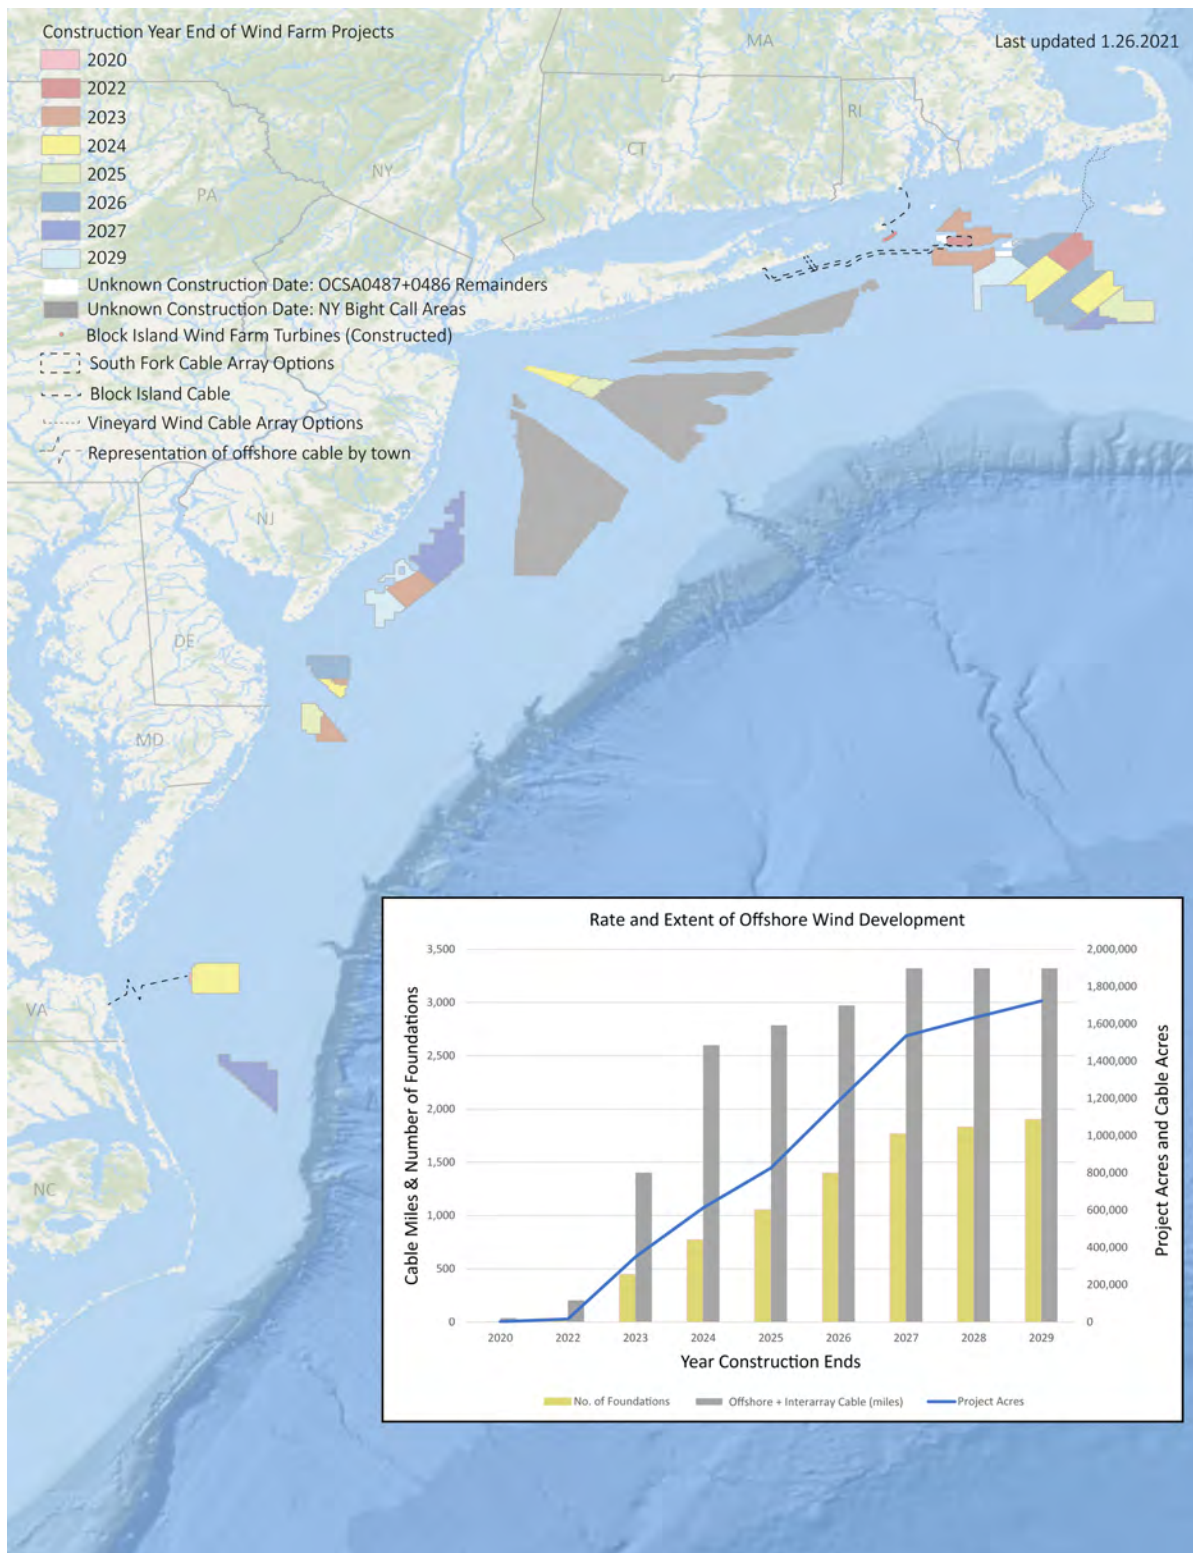 Construction Year End of Wind Farm Projects
Last updated 1.26.2021
2020
2022
2023
2024
2025
2026
2027
2029
Unknown Construction Date: OCSA0487+0486 Remainders
Unknown Construction Date: NY Bight Call Areas
Block Island Wind Farm Turbines (Constructed)
South Fork Cable Array Options
Block Island Cable
Vineyard Wind Cable Array Options
Representation of offshore cable by town
MA
RI
CT
NY
PA
NJ
DE
MD
VA
NC
Rate and Extent of Offshore Wind Development
Cable Miles & Number of Foundations
3,500
3,000
2,500
2,000
1,500
1,000
500
0
2,000,000
1,800,000
1,600,000
1,400,000
1,200,000
1,000,000
800,000
600,000
400,000
200,000
0
Project Acres and Cable Acres
2020 2022 2023 2024 2025 2026 2027 2028 2029
Year Construction Ends
No. of Foundations Offshore + Interarray Cable (miles) Project Acres